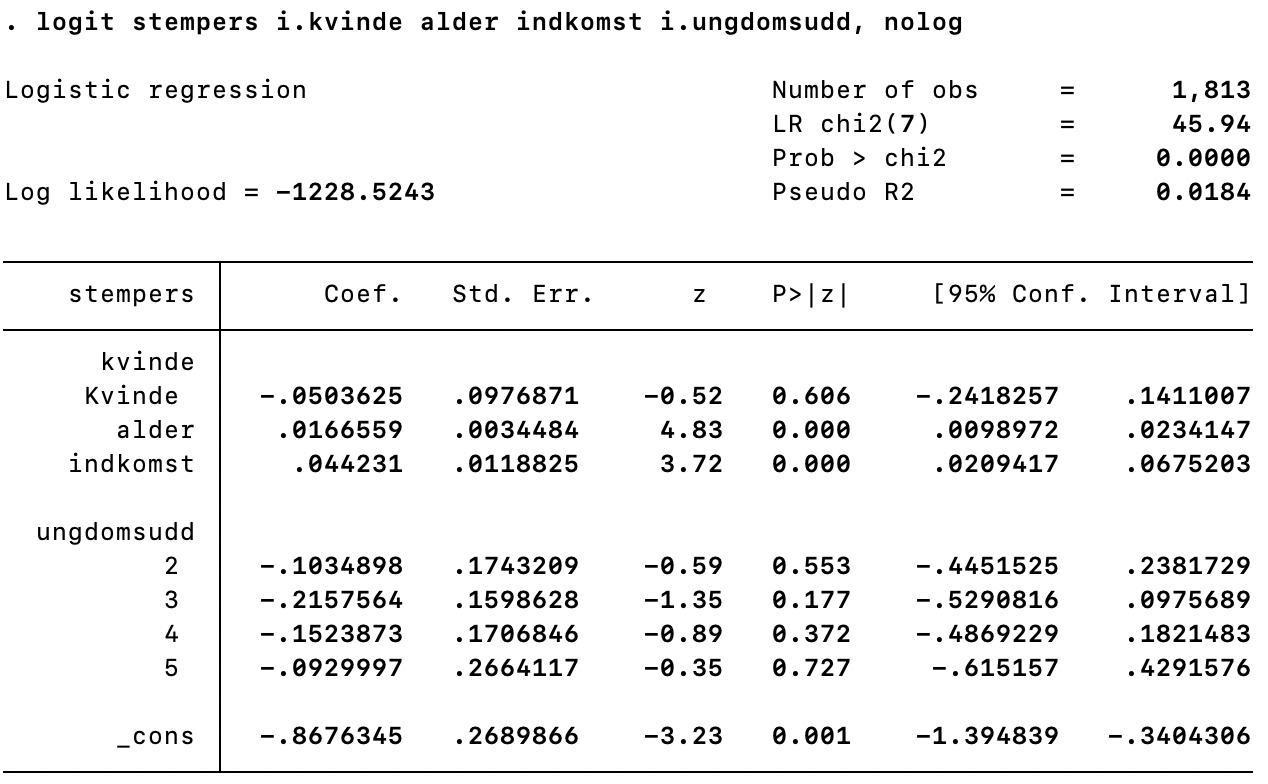 . logit stempers i.kvinde alder indkomst i.ungdomsudd, nolog
Logistic regression Number of obs = 1,813
LR chi2(7) = 45.94
Prob > chi2 = 0.0000
Log likelihood = -1228.5243 Pseudo R2 = 0.0184
stempers Coef. Std. Err. z P>|z| [95% Conf. Interval]
kvinde
Kvinde -.0503625 .0976871 -0.52 0.606 -.2418257 .1411007
alder .0166559 .0034484 4.83 0.000 .0098972 .0234147
indkomst .044231 .0118825 3.72 0.000 .0209417 .0675203
ungdomsudd
2 -.1034898 .1743209 -0.59 0.553 -.4451525 .2381729
3 -.2157564 .1598628 -1.35 0.177 -.5290816 .0975689
4 -.1523873 .1706846 -0.89 0.372 -.4869229 .1821483
5 -.0929997 .2664117 -0.35 0.727 -.615157 .4291576
_cons -.8676345 .2689866 -3.23 0.001 -1.394839 -.3404306